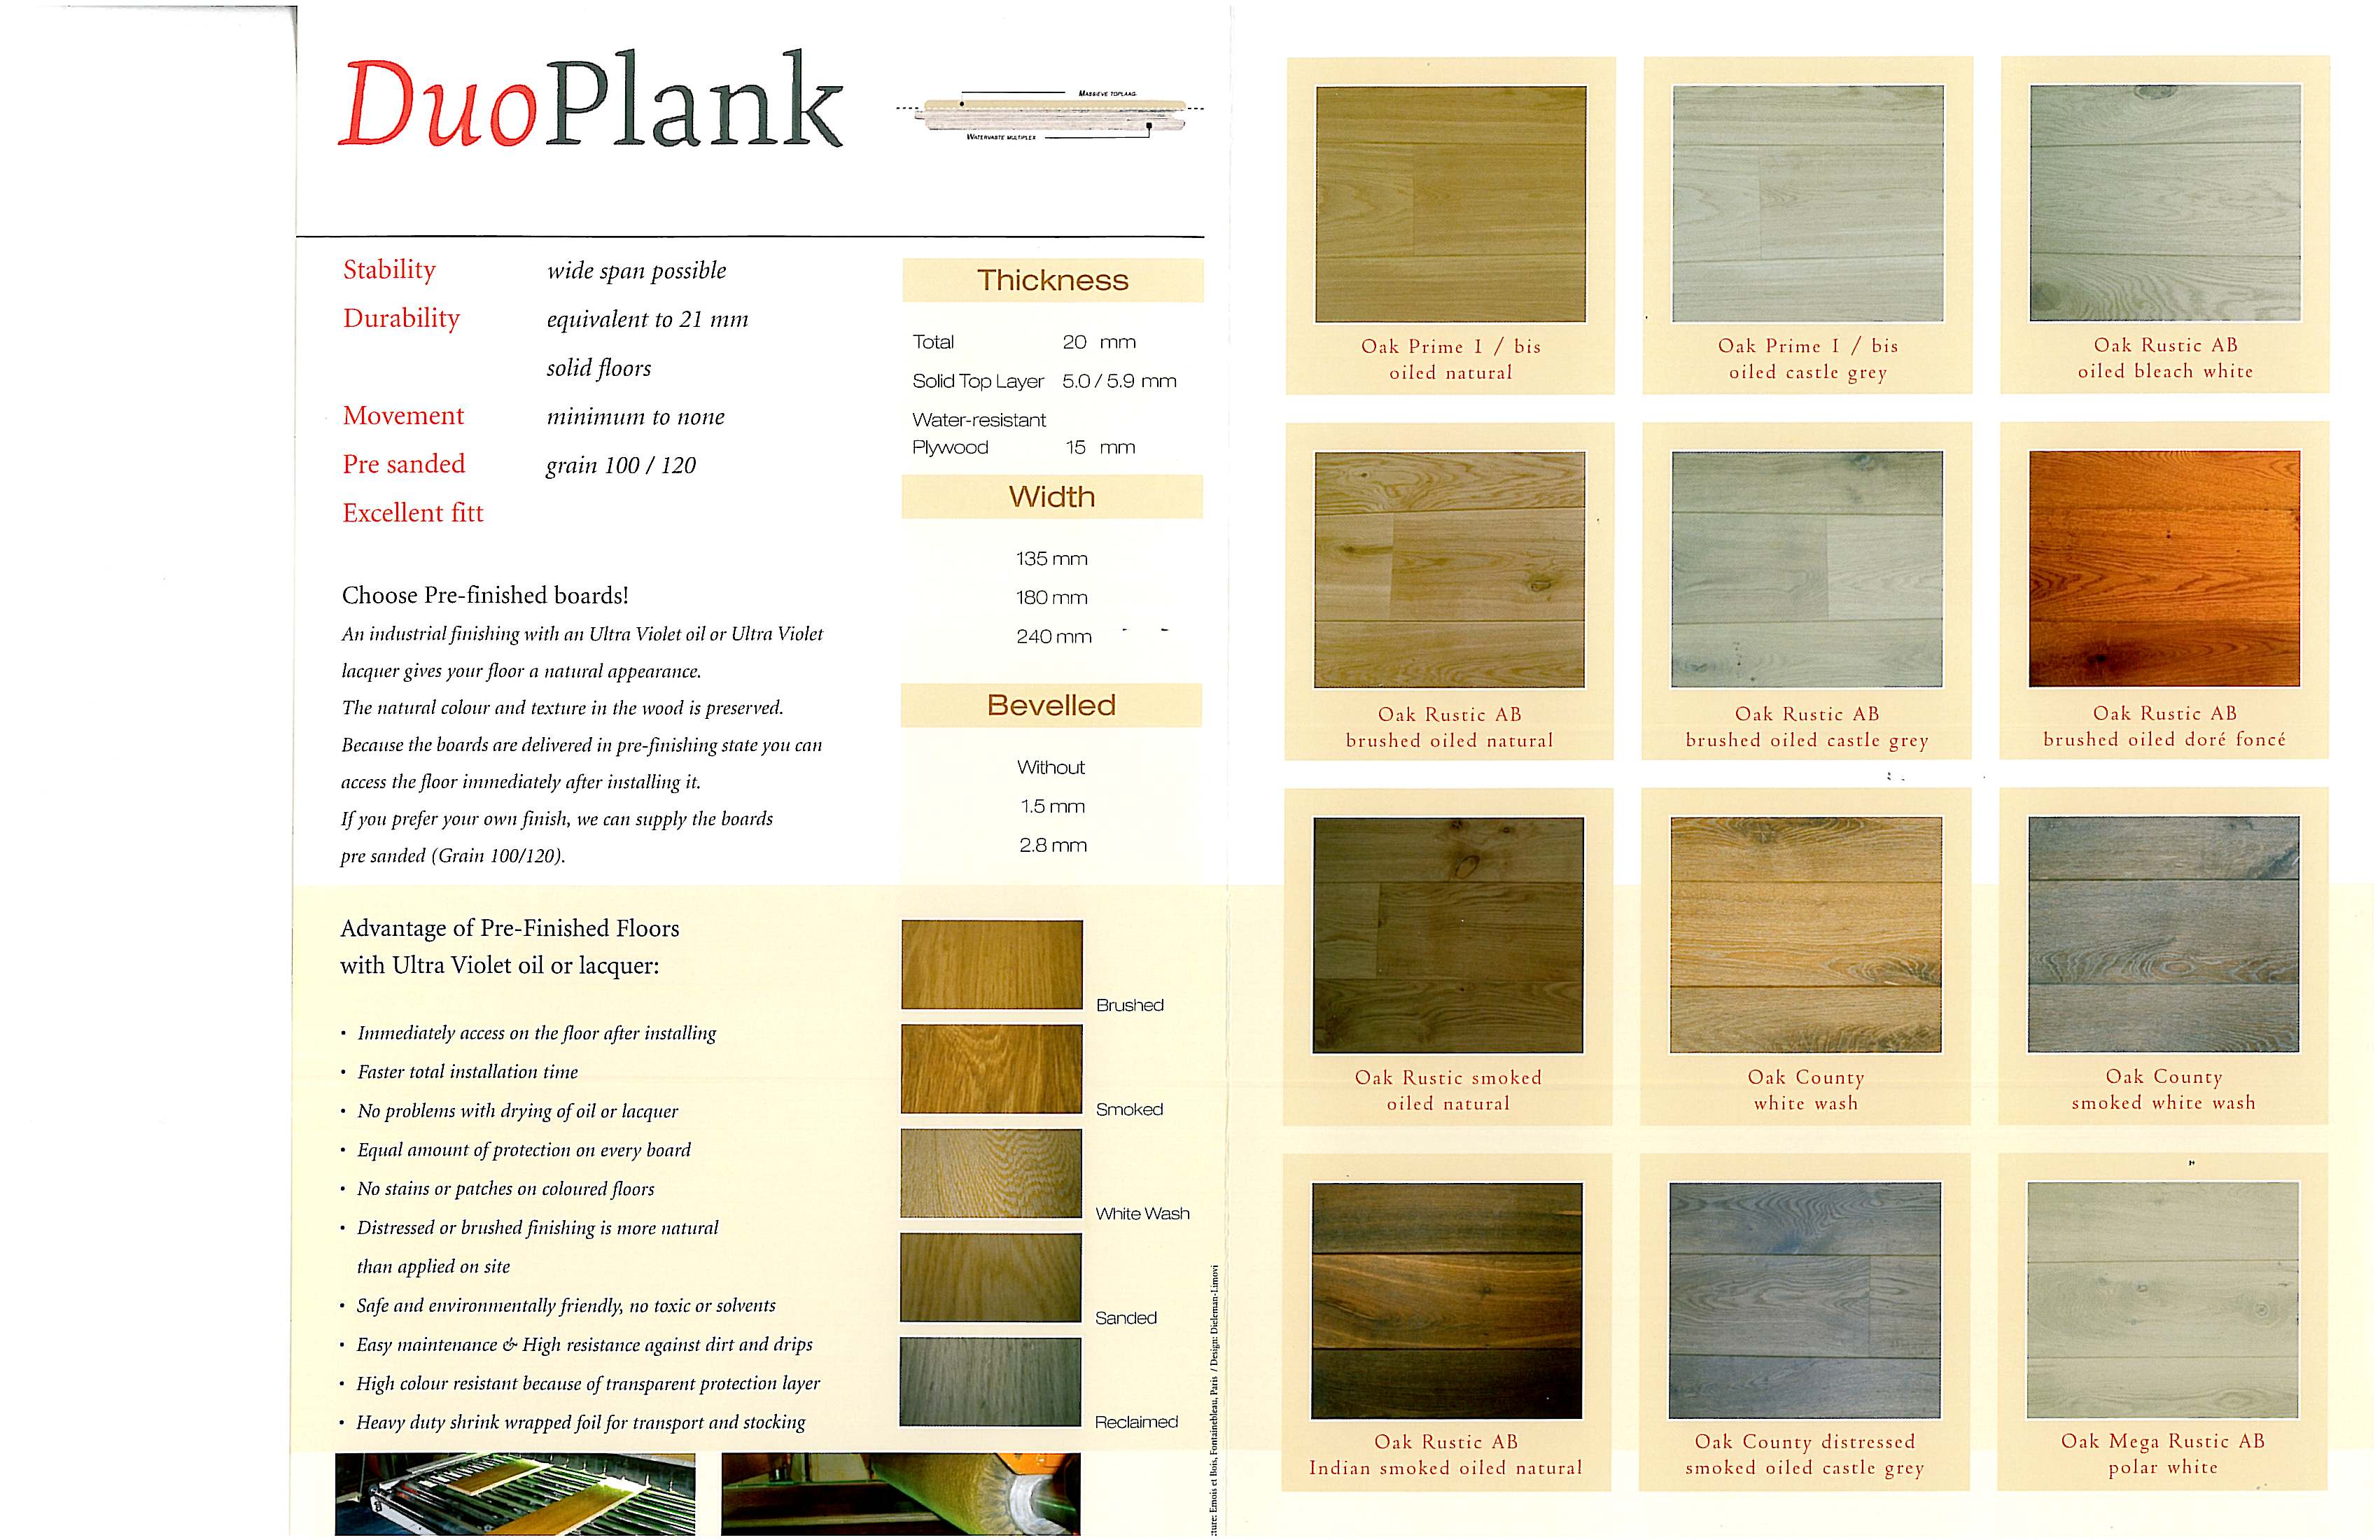 DuoPlank
MASSIEVE TOPLAAG
WATERVASTE MULTIPLEX
Stability wide span possible
Durability equivalent to 21 mm
solid floors
Movement minimum to none
Pre sanded grain 100 / 120
Excellent fitt
Choose Pre-finished boards!
An industrial finishing with an Ultra Violet oil or Ultra Violet
lacquer gives your floor a natural appearance.
The natural colour and texture in the wood is preserved.
Because the boards are delivered in pre-finishing state you can
access the floor immediately after installing it.
If you prefer your own finish, we can supply the boards
pre sanded (Grain 100/120).
Thickness
Total 20 mm
Solid Top Layer 5.0 / 5.9 mm
Water-resistant
Plywood 15 mm
Width
135 mm
180 mm
240 mm
Bevelled
Without
1.5 mm
2.8 mm
Advantage of Pre-Finished Floors
with Ultra Violet oil or lacquer:
• Immediately access on the floor after installing
• Faster total installation time
• No problems with drying of oil or lacquer
• Equal amount of protection on every board
• No stains or patches on coloured floors
• Distressed or brushed finishing is more natural
than applied on site
• Safe and environmentally friendly, no toxic or solvents
• Easy maintenance & High resistance against dirt and drips
• High colour resistant because of transparent protection layer
• Heavy duty shrink wrapped foil for transport and stocking
Brushed
Smoked
White Wash
Sanded
Reclaimed
Emois et Bois, Fontainebleau, Paris / Design: Dieleman-Limovi
Oak Prime I / bis
oiled natural
Oak Prime I / bis
oiled castle grey
Oak Rustic AB
oiled bleach white
Oak Rustic AB
brushed oiled natural
Oak Rustic AB
brushed oiled castle grey
Oak Rustic AB
brushed oiled doré foncé
Oak Rustic smoked
oiled natural
Oak County
white wash
Oak County
smoked white wash
Oak Rustic AB
Indian smoked oiled natural
Oak County distressed
smoked oiled castle grey
Oak Mega Rustic AB
polar white